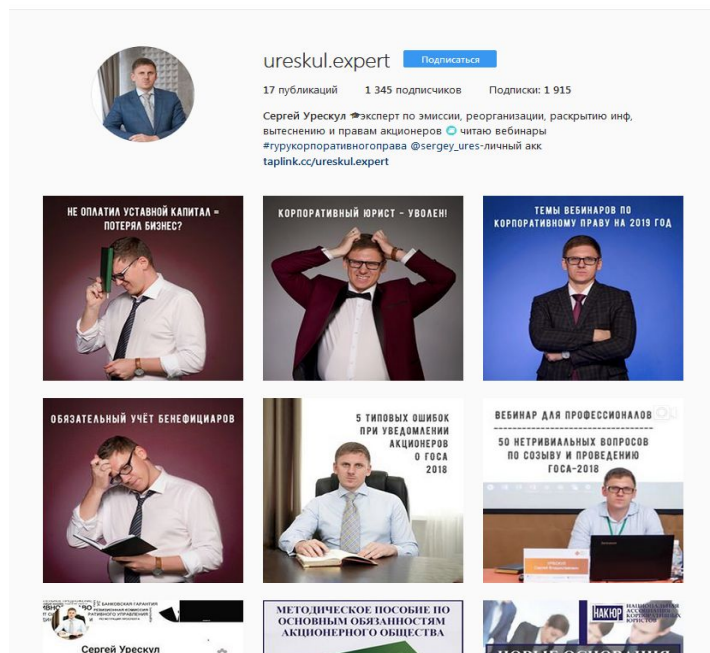 ureskul.expert
Подписаться
17 публикаций 1 345 подписчиков Подписки: 1 915
Сергей Урескул эксперт по эмиссии, реорганизации, раскрытию инф,
вытеснению и правам акционеров читаю вебинары
#гурукорпоративногоправа @sergey_ures-личный акк
taplink.cc/ureskul.expert
НЕ ОПЛАТИЛ УСТАВНОЙ КАПИТАЛ =
ПОТЕРЯЛ БИЗНЕС?
КОРПОРАТИВНЫЙ ЮРИСТ - УВОЛЕН!
ТЕМЫ ВЕБИНАРОВ ПО
КОРПОРАТИВНОМУ ПРАВУ НА 2019 ГОД
ОБЯЗАТЕЛЬНЫЙ УЧЁТ БЕНЕФИЦИАРОВ
5 ТИПОВЫХ ОШИБОК
ПРИ УВЕДОМЛЕНИИ
АКЦИОНЕРОВ
О ГОСА
2018
ВЕБИНАР ДЛЯ ПРОФЕССИОНАЛОВ
50 НЕТРИВИАЛЬНЫХ ВОПРОСОВ
ПО СОЗЫВУ И ПРОВЕДЕНИЮ
ГОСА-2018
БАНКОВСКАЯ ГАРАНТИЯ
Сергей Урескул
МЕТОДИЧЕСКОЕ ПОСОБИЕ ПО
ОСНОВНЫМ ОБЯЗАННОСТЯМ
АКЦИОНЕРНОГО ОБЩЕСТВА
НАКЮР
НАЦИОНАЛЬНАЯ
АССОЦИАЦИЯ
КОРПОРАТИВНЫХ
ЮРИСТОВ
НОВЫЕ ОСНОВАНИЯ